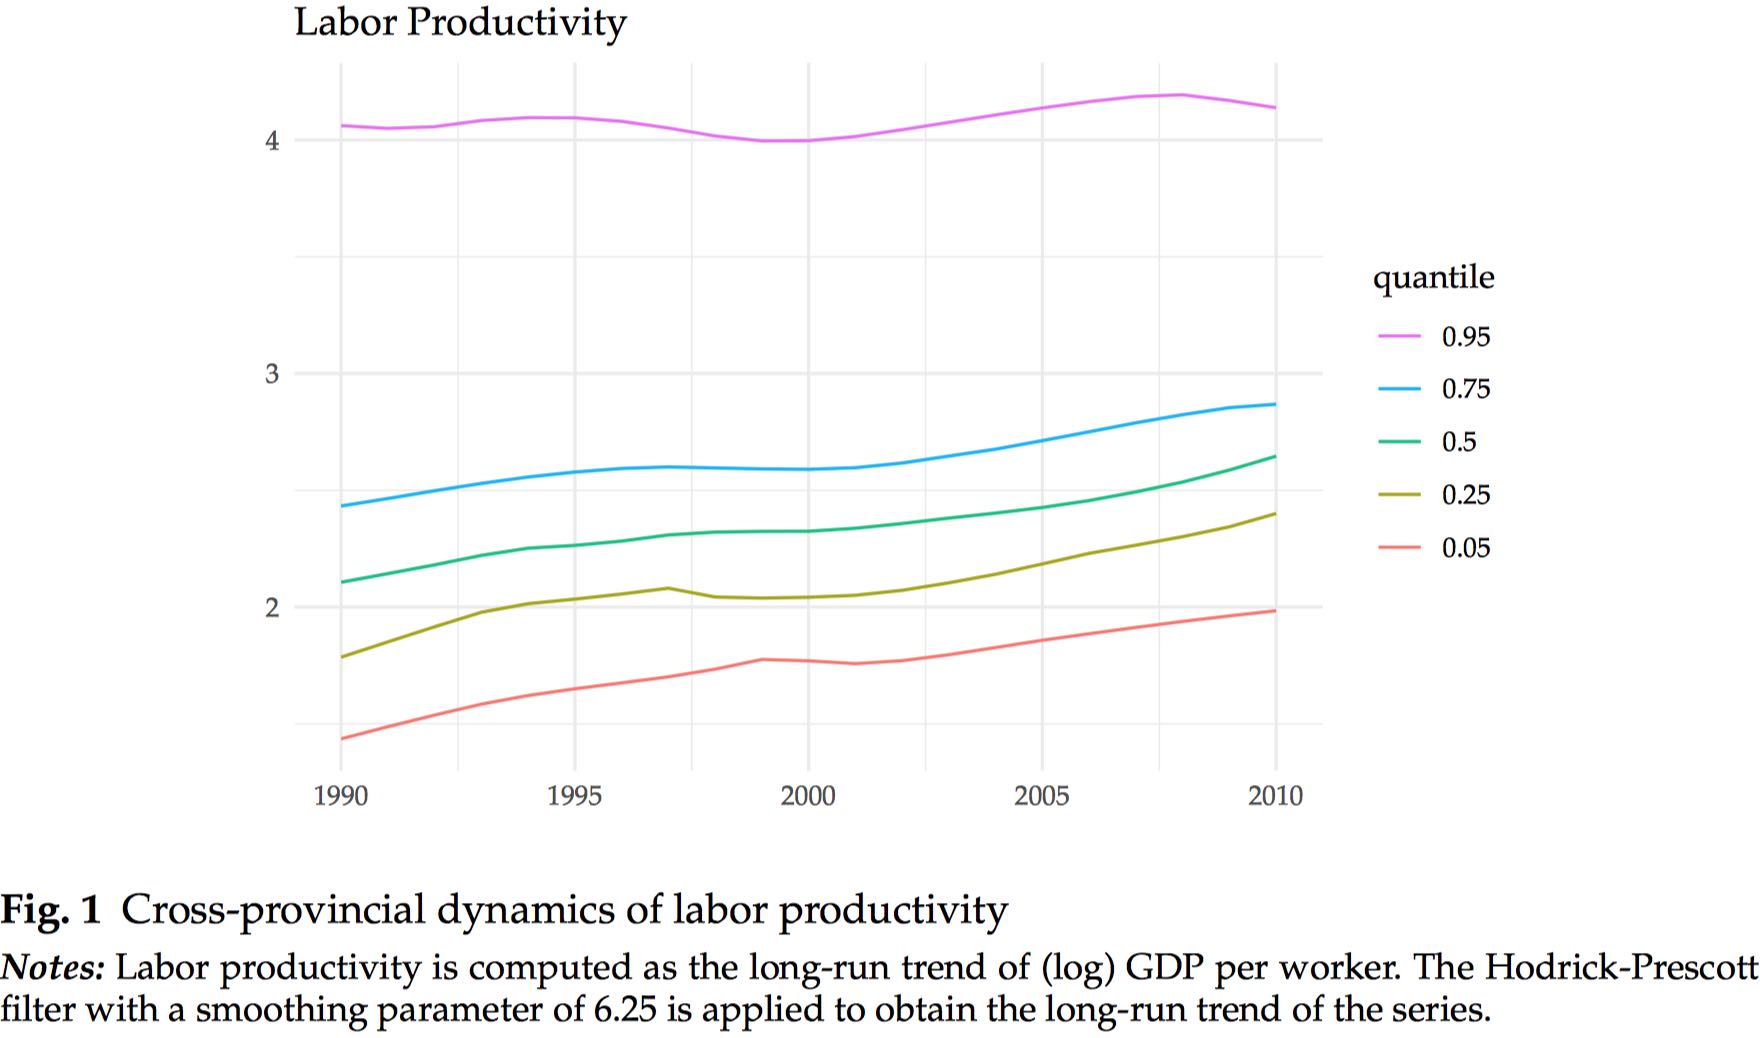 Labor Productivity
4
3
2
1990 1995 2000 2005 2010
quantile
0.95
0.75
0.5
0.25
0.05
Fig. 1 Cross-provincial dynamics of labor productivity
Notes: Labor productivity is computed as the long-run trend of (log) GDP per worker. The Hodrick-Prescott
filter with a smoothing parameter of 6.25 is applied to obtain the long-run trend of the series.